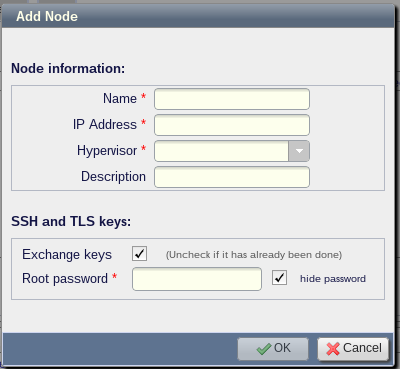 Add Node
Node information:
Name *
IP Address *
Hypervisor *
Description
SSH and TLS keys:
Exchange keys (Uncheck if it has already been done)
Root password * hide password
OK Cancel